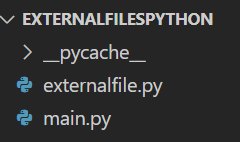 EXTERNALFILESPYTHON
__pycache__
externalfile.py
main.py